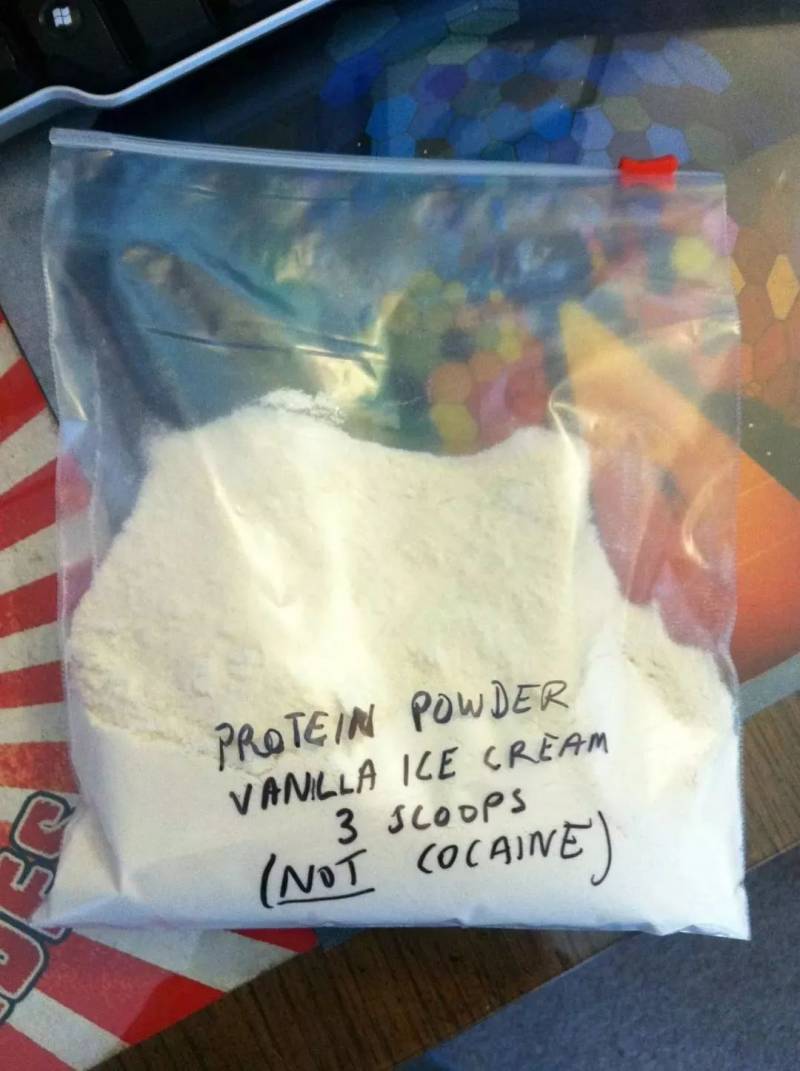 PROTEIN POWDER
VANILLA ICE CREAM
3 SCOOPS
(NOT COCAINE)